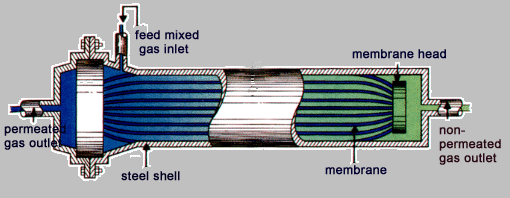 feed mixed
gas inlet
membrane head
permeated
gas outlet
non-
permeated
gas outlet
steel shell
membrane